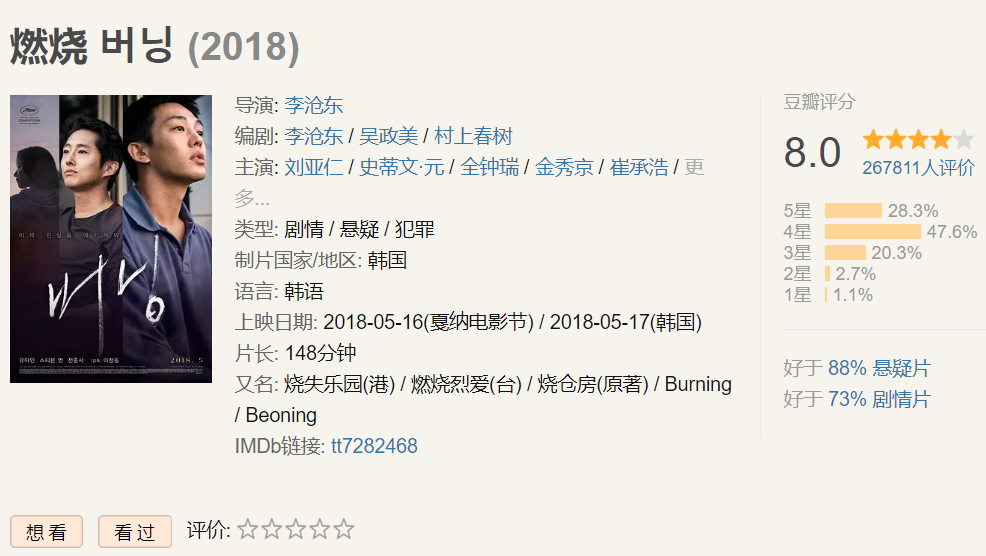 燃烧 버닝 (2018)
导演: 李沧东
编剧: 李沧东 / 吴政美 / 村上春树
主演: 刘亚仁 / 史蒂文·元 / 全钟瑞 / 金秀京 / 崔承浩 / 更
多...
类型: 剧情 / 悬疑 / 犯罪
制片国家/地区: 韩国
语言: 韩语
上映日期: 2018-05-16(戛纳电影节) / 2018-05-17(韩国)
片长: 148分钟
又名: 烧失乐园(港) / 燃烧烈爱(台) / 烧仓房(原著) / Burning
/ Beoning
IMDb链接: tt7282468
豆瓣评分
8.0
267811人评价
5星 28.3%
4星 47.6%
3星 20.3%
2星 2.7%
1星 1.1%
好于 88% 悬疑片
好于 73% 剧情片
버닝
유아인 스티븐 연 전종서
이창동
2018. 5
想看 看过 评价: